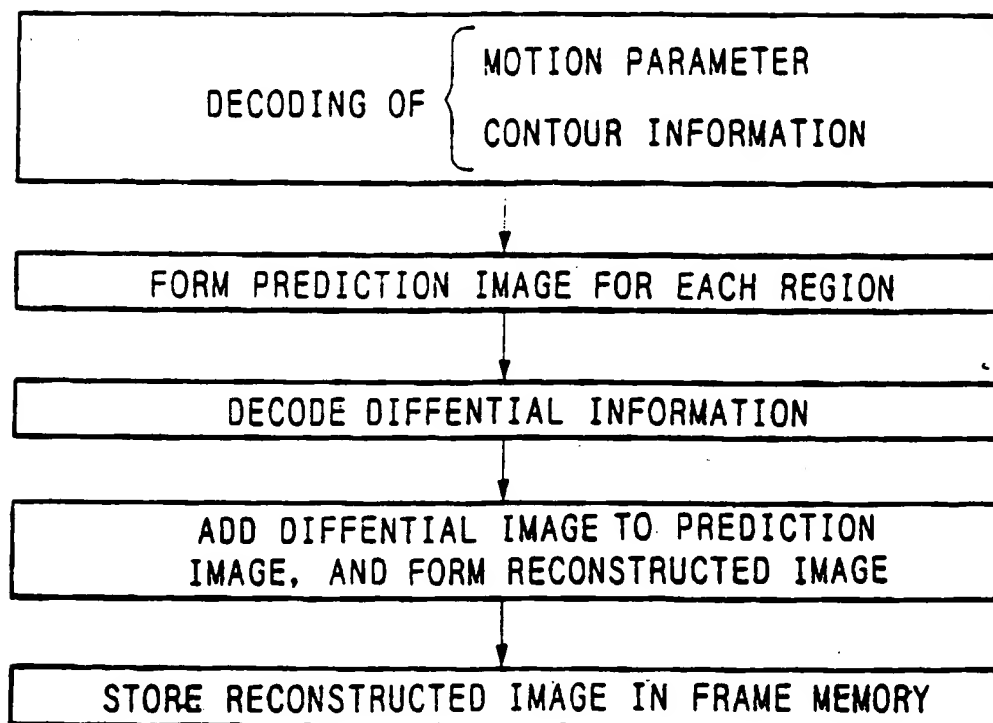 MOTION PARAMETER
DECODING OF
CONTOUR INFORMATION
FORM PREDICTION IMAGE FOR EACH REGION
DECODE DIFFENTIAL INFORMATION
ADD DIFFENTIAL IMAGE TO PREDICTION
IMAGE, AND FORM RECONSTRUCTED IMAGE
STORE RECONSTRUCTED IMAGE IN FRAME MEMORY